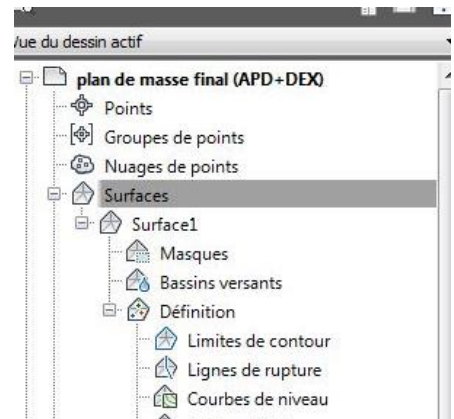 Vue du dessin actif
plan de masse final (APD+DEX)
Points
Groupes de points
Nuages de points
Surfaces
Surface1
Masques
Bassins versants
Définition
Limites de contour
Lignes de rupture
Courbes de niveau